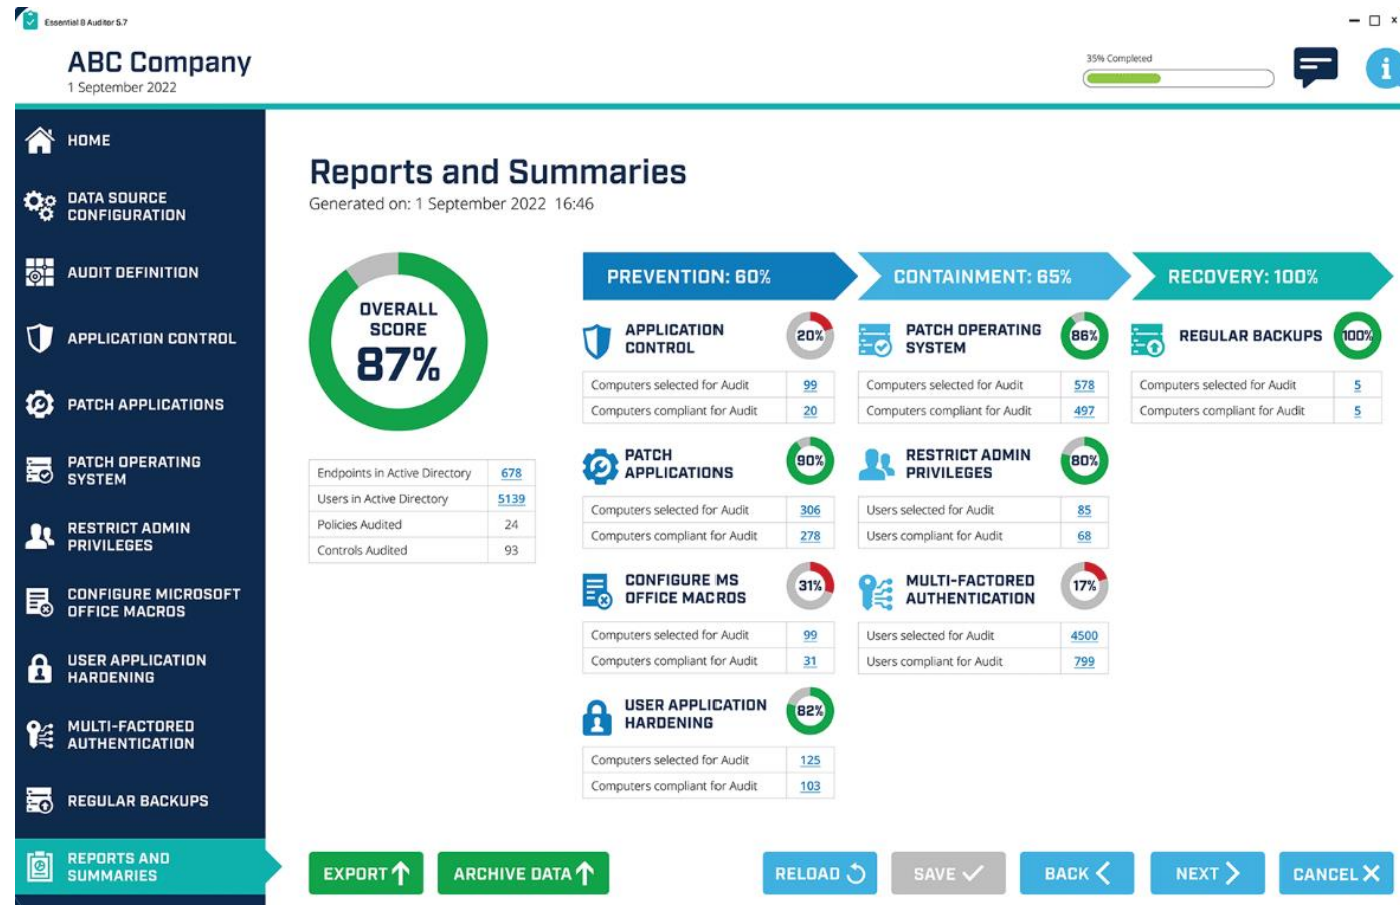 Essential 8 Auditor 5.7
ABC Company
1 September 2022
35% Completed
HOME
DATA SOURCE
CONFIGURATION
AUDIT DEFINITION
APPLICATION CONTROL
PATCH APPLICATIONS
PATCH OPERATING
SYSTEM
RESTRICT ADMIN
PRIVILEGES
CONFIGURE MICROSOFT
OFFICE MACROS
USER APPLICATION
HARDENING
MULTI-FACTORED
AUTHENTICATION
REGULAR BACKUPS
REPORTS AND
SUMMARIES
Reports and Summaries
Generated on: 1 September 2022 16:46
OVERALL
SCORE
87%
Endpoints in Active Directory 678
Users in Active Directory 5139
Policies Audited 24
Controls Audited 93
PREVENTION: 60%
APPLICATION
CONTROL
20%
Computers selected for Audit 99
Computers compliant for Audit 20
PATCH
APPLICATIONS
90%
Computers selected for Audit 306
Computers compliant for Audit 278
CONFIGURE MS
OFFICE MACROS
31%
Computers selected for Audit 99
Computers compliant for Audit 31
USER APPLICATION
HARDENING
82%
Computers selected for Audit 125
Computers compliant for Audit 103
CONTAINMENT: 65%
PATCH OPERATING
SYSTEM
86%
Computers selected for Audit 578
Computers compliant for Audit 497
RESTRICT ADMIN
PRIVILEGES
80%
Users selected for Audit 85
Users compliant for Audit 68
MULTI-FACTORED
AUTHENTICATION
17%
Users selected for Audit 4500
Users compliant for Audit 799
RECOVERY: 100%
REGULAR BACKUPS
100%
Computers selected for Audit 5
Computers compliant for Audit 5
EXPORT
ARCHIVE DATA
RELOAD
SAVE
BACK
NEXT
CANCEL